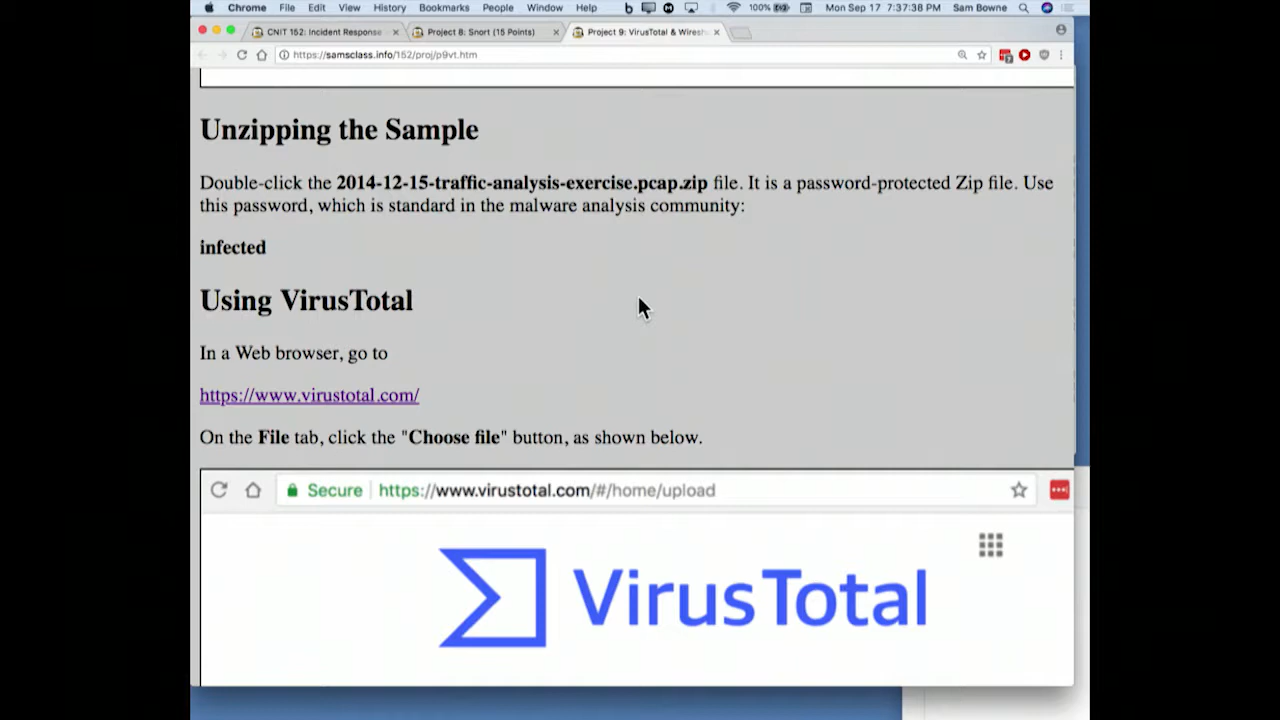 Chrome File Edit View History Bookmarks People Window Help 100% Mon Sep 17 7:37:38 PM Sam Bowne
CNIT 152: Incident Response Project 8: Snort (15 Points) Project 9: VirusTotal & Wiresh
https://samsclass.info/152/proj/p9vt.htm
Unzipping the Sample
Double-click the 2014-12-15-traffic-analysis-exercise.pcap.zip file. It is a password-protected Zip file. Use
this password, which is standard in the malware analysis community:
infected
Using VirusTotal
In a Web browser, go to
https://www.virustotal.com/
On the File tab, click the "Choose file" button, as shown below.
Secure https://www.virustotal.com/#/home/upload
VirusTotal